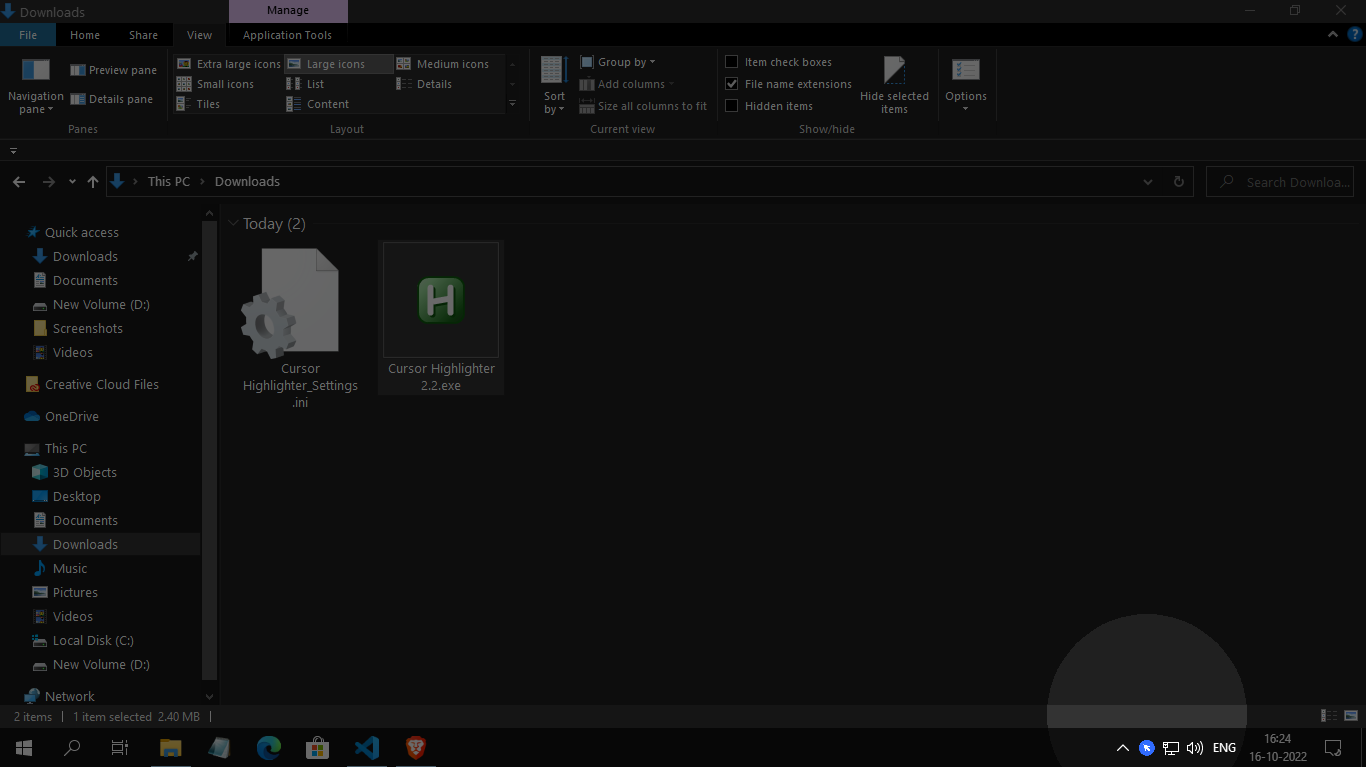 Downloads
Manage
File
Home
Share
View
Application Tools
?
Navigation pane
Preview pane
Details pane
Panes
Extra large icons
Large icons
Medium icons
Small icons
List
Details
Tiles
Content
Layout
Sort by
Group by
Add columns
Size all columns to fit
Current view
Item check boxes
File name extensions
Hidden items
Hide selected items
Show/hide
Options
This PC
Downloads
Search Downloa...
Quick access
Downloads
Documents
New Volume (D:)
Screenshots
Videos
Creative Cloud Files
OneDrive
This PC
3D Objects
Desktop
Documents
Downloads
Music
Pictures
Videos
Local Disk (C:)
New Volume (D:)
Network
Today (2)
Cursor
Highlighter_Settings
.ini
H
Cursor Highlighter
2.2.exe
2 items
1 item selected 2.40 MB
ENG
16:24
16-10-2022